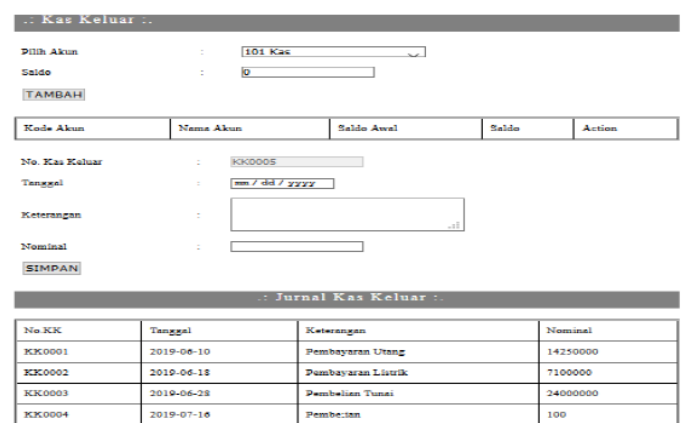 .: Kas Keluar :.
Pilih Akun : 101 Kas
Saldo : 0
TAMBAH
Kode Akun Nama Akun Saldo Awal Saldo Action
No. Kas Keluar : KK0005
Tanggal : mm / dd / yyyy
Keterangan :
Nominal :
SIMPAN
.: Jurnal Kas Keluar :.
No.KK Tanggal Keterangan Nominal
KK0001 2019-06-10 Pembayaran Utang 14250000
KK0002 2019-06-18 Pembayaran Listrik 7100000
KK0003 2019-06-28 Pembelian Tunai 24000000
KK0004 2019-07-16 100